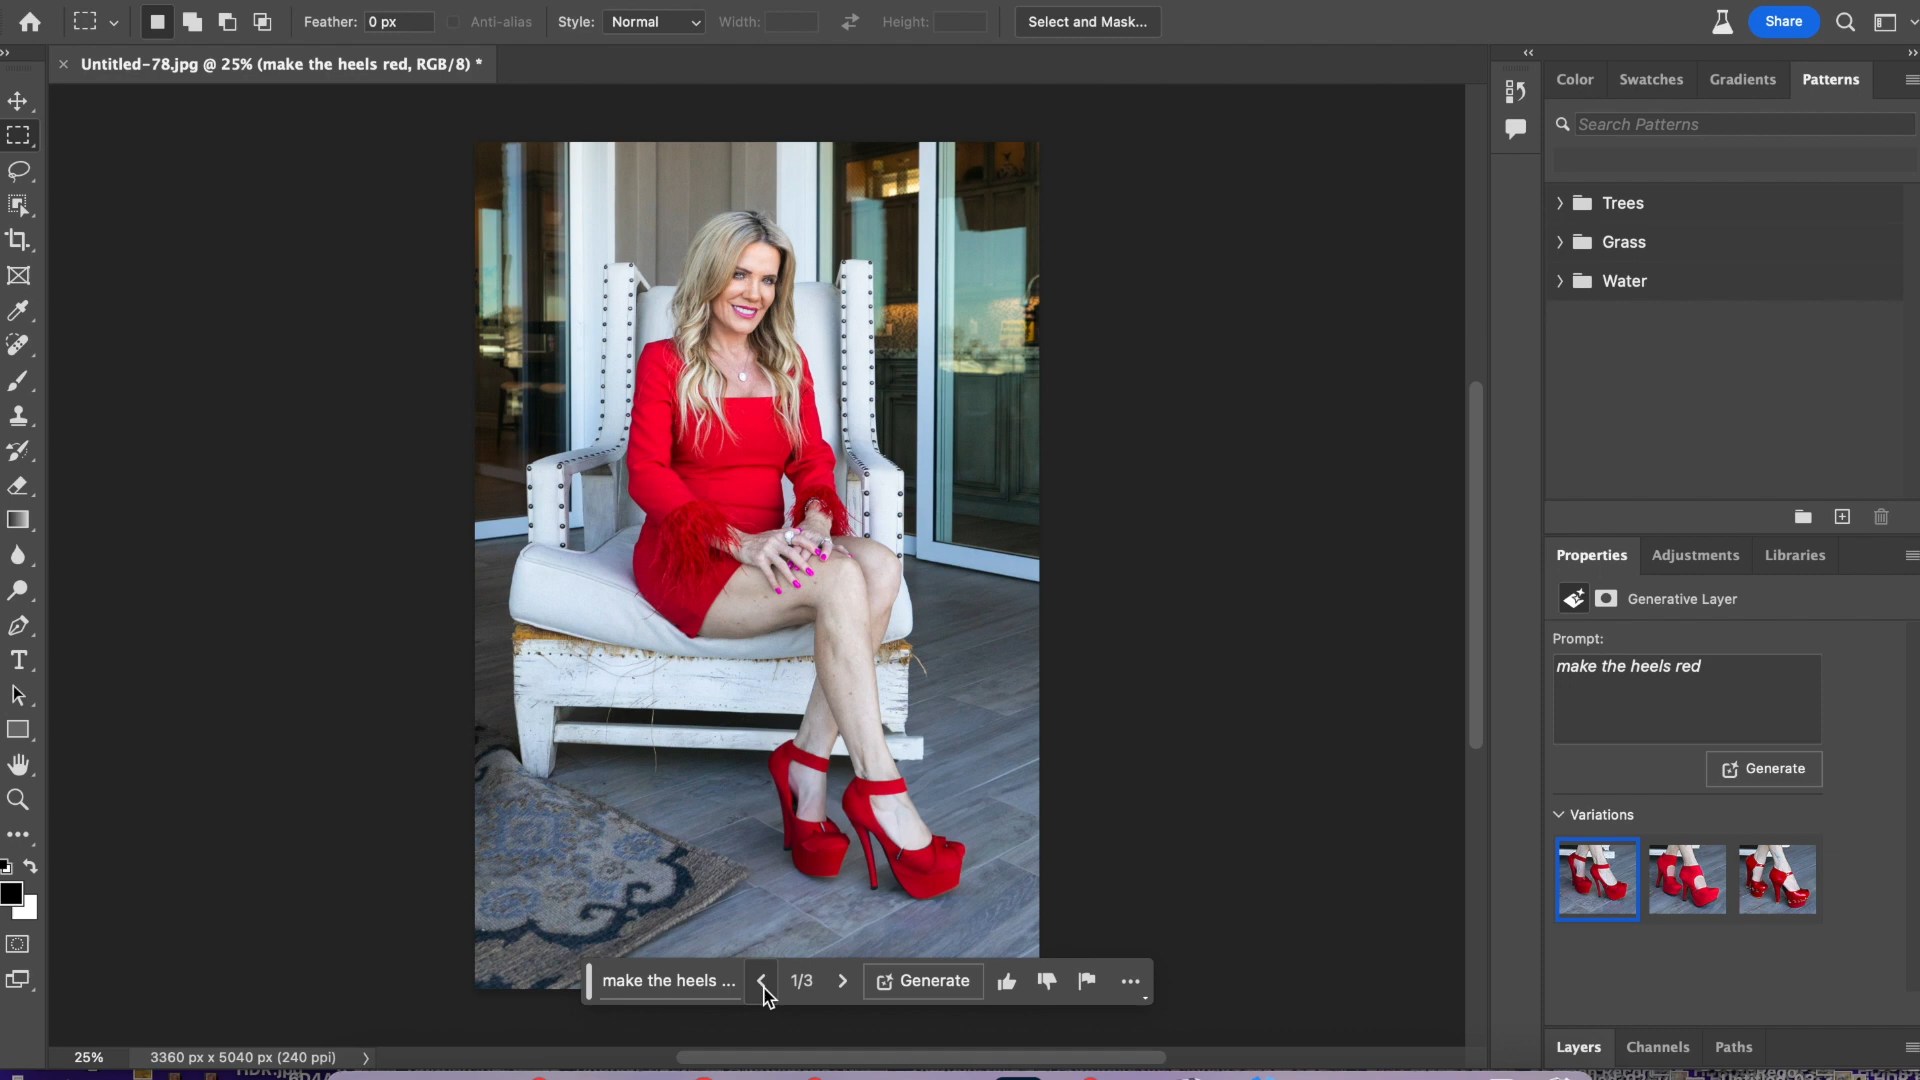 Feather: 0 px Anti-alias Style: Normal Width: Height: Select and Mask... Share
Untitled-78.jpg @ 25% (make the heels red, RGB/8) *
Color Swatches Gradients Patterns
Search Patterns
Trees
Grass
Water
Properties Adjustments Libraries
Generative Layer
Prompt:
make the heels red
Generate
Variations
make the heels ... 1/3 Generate
Layers Channels Paths
25% 3360 px x 5040 px (240 ppi)